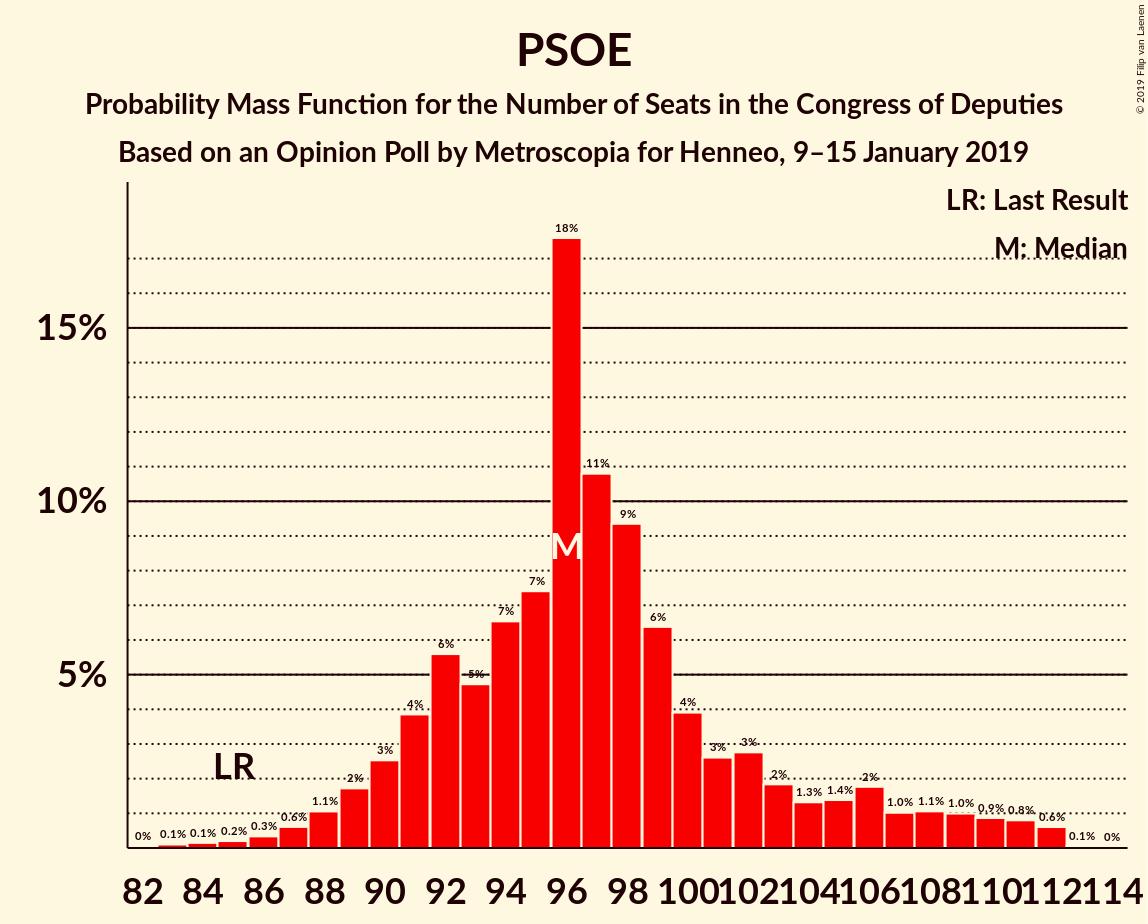 PSOE
Probability Mass Function for the Number of Seats in the Congress of Deputies
Based on an Opinion Poll by Metroscopia for Henneo, 9–15 January 2019
© 2019 Filip van Laenen
LR: Last Result
M: Median
15%
10%
5%
0% 0.1% 0.1% 0.2% 0.3% 0.6% 1.1% 2% 3% 4% 6% 5% 7% 7% 18% 11% 9% 6% 4% 3% 3% 2% 1.3% 1.4% 2% 1.0% 1.1% 1.0% 0.9% 0.8% 0.6% 0.1% 0%
LR
M
82 84 86 88 90 92 94 96 98 100 102 104 106 108 110 112 114